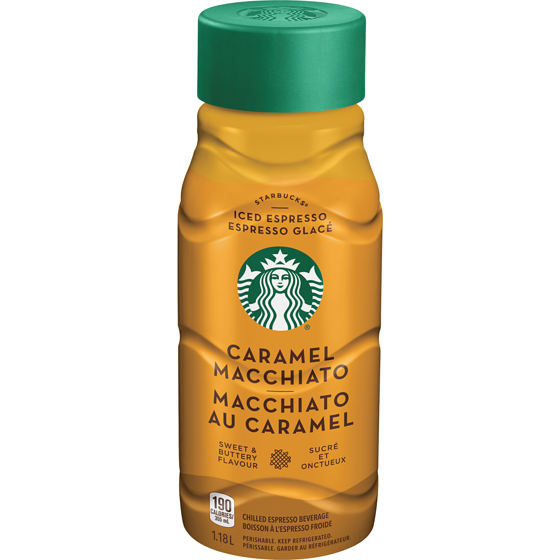 STARBUCKS®
ICED ESPRESSO
ESPRESSO GLACÉ
®
CARAMEL
MACCHIATO
MACCHIATO
AU CARAMEL
SWEET &
BUTTERY
FLAVOUR
SUCRÉ
ET
ONCTUEUX
190
CALORIES/
355 mL
1.18 L
CHILLED ESPRESSO BEVERAGE
BOISSON À L'ESPRESSO FROIDE
PERISHABLE. KEEP REFRIGERATED.
PÉRISSABLE. GARDER AU RÉFRIGÉRATEUR.